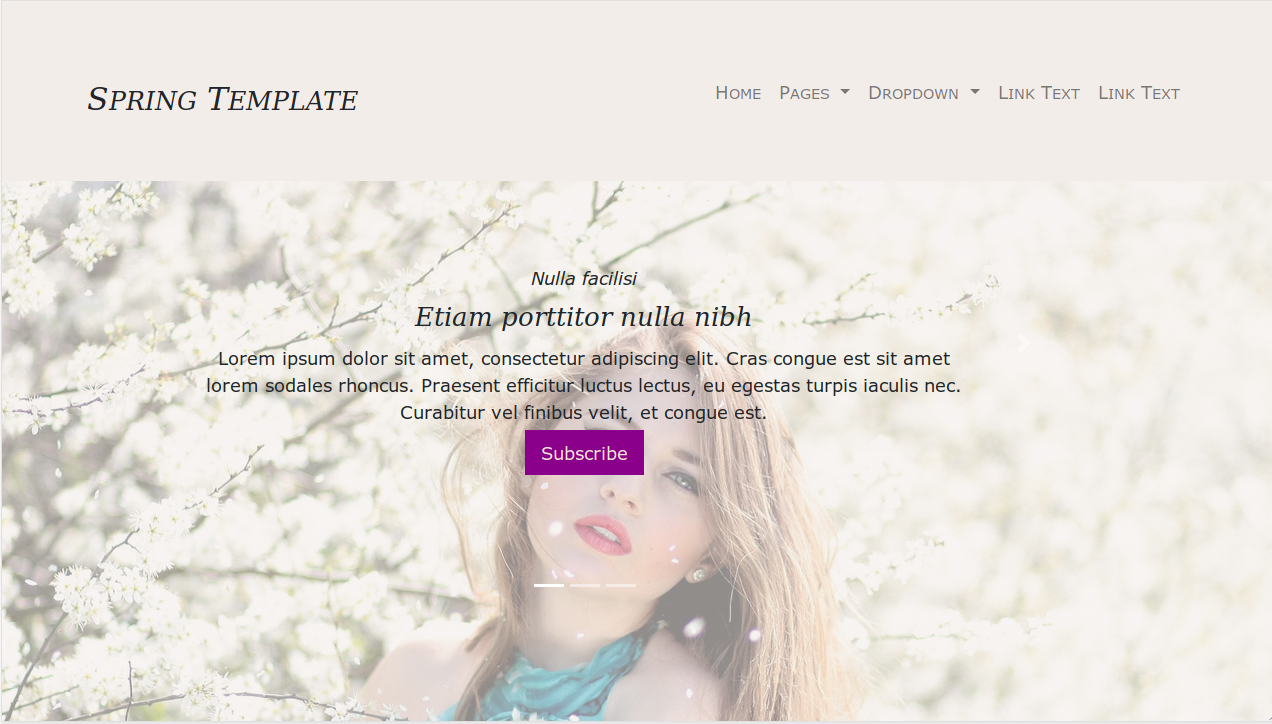 Spring Template
Home Pages Dropdown Link Text Link Text
Nulla facilisi
Etiam porttitor nulla nibh
Lorem ipsum dolor sit amet, consectetur adipiscing elit. Cras congue est sit amet
lorem sodales rhoncus. Praesent efficitur luctus lectus, eu egestas turpis iaculis nec.
Curabitur vel finibus velit, et congue est.
Subscribe